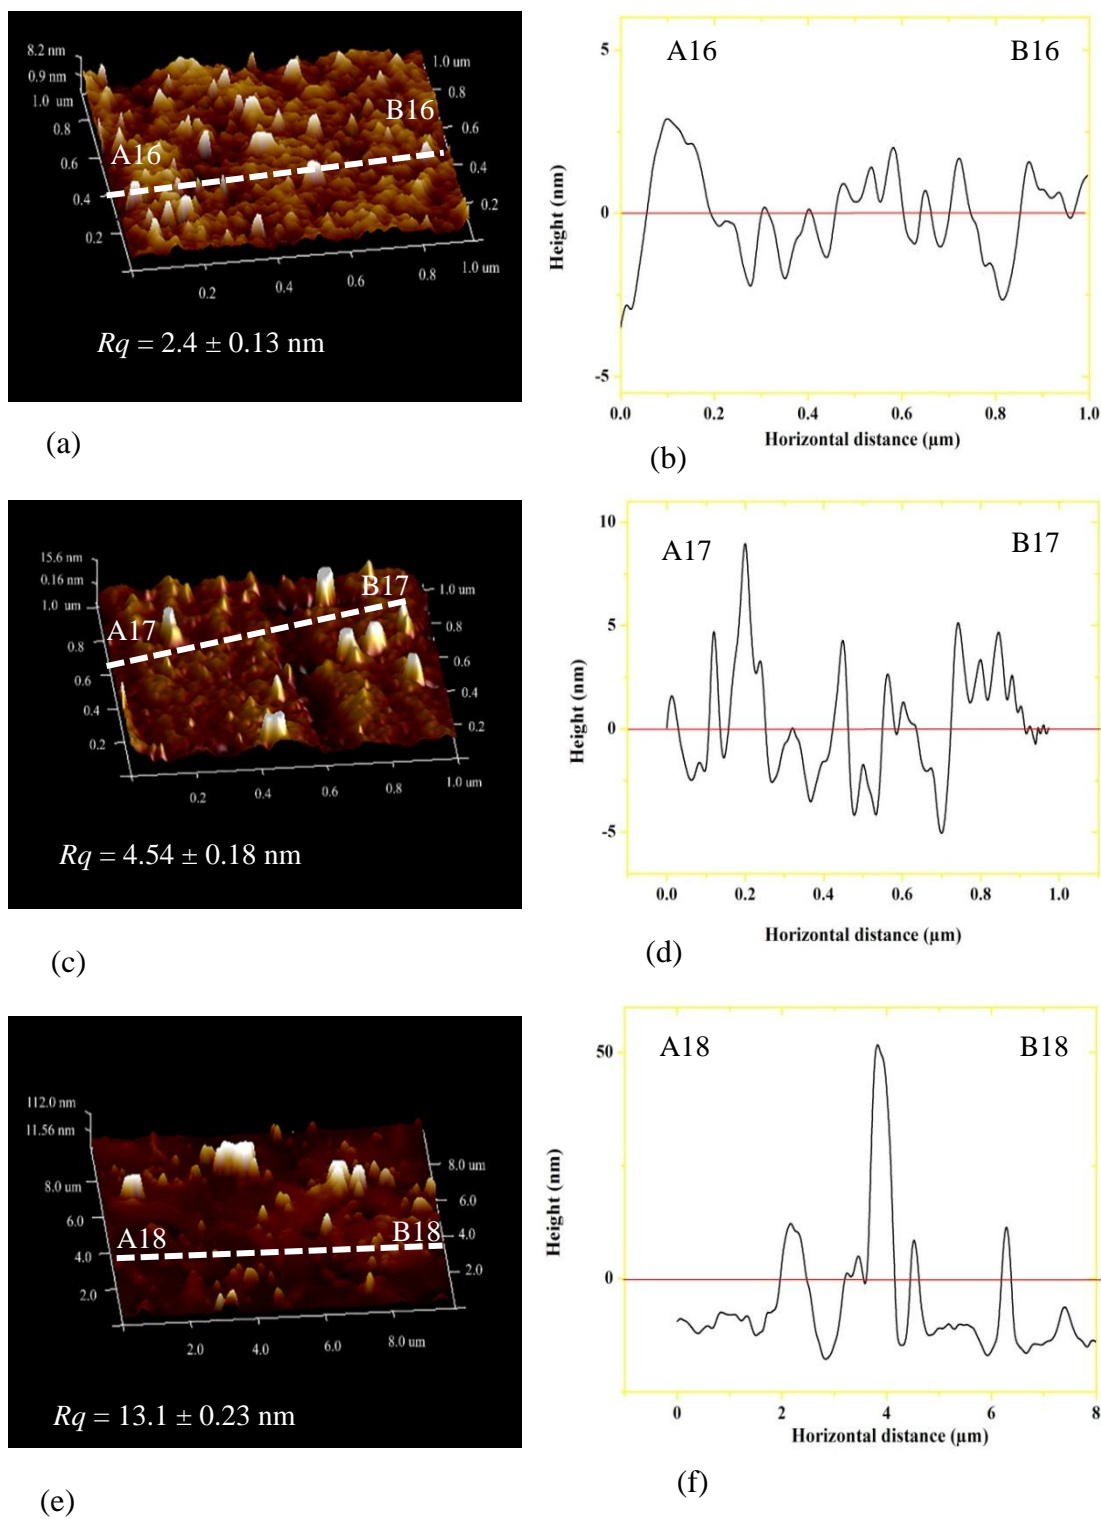 8.2 nm
0.9 nm
1.0 um
0.8
0.6
0.4
0.2
0.2
0.4
0.6
0.8
1.0 um
1.0 um
0.8
0.6
0.4
0.2
A16
B16
Rq = 2.4 ± 0.13 nm
(a)
A16
B16
5
0
-5
Height (nm)
0.0 0.2 0.4 0.6 0.8 1.0
Horizontal distance (µm)
(b)
15.6 nm
0.16 nm
1.0 um
0.8
0.6
0.4
0.2
0.2
0.4
0.6
0.8
1.0 um
1.0 um
0.8
0.6
0.4
0.2
A17
B17
Rq = 4.54 ± 0.18 nm
(c)
A17
B17
10
5
0
-5
Height (nm)
0.0 0.2 0.4 0.6 0.8 1.0
Horizontal distance (µm)
(d)
112.0 nm
11.56 nm
8.0 um
6.0
4.0
2.0
2.0
4.0
6.0
8.0 um
8.0 um
6.0
4.0
2.0
A18
B18
Rq = 13.1 ± 0.23 nm
(e)
A18
B18
50
0
Height (nm)
0 2 4 6 8
Horizontal distance (µm)
(f)